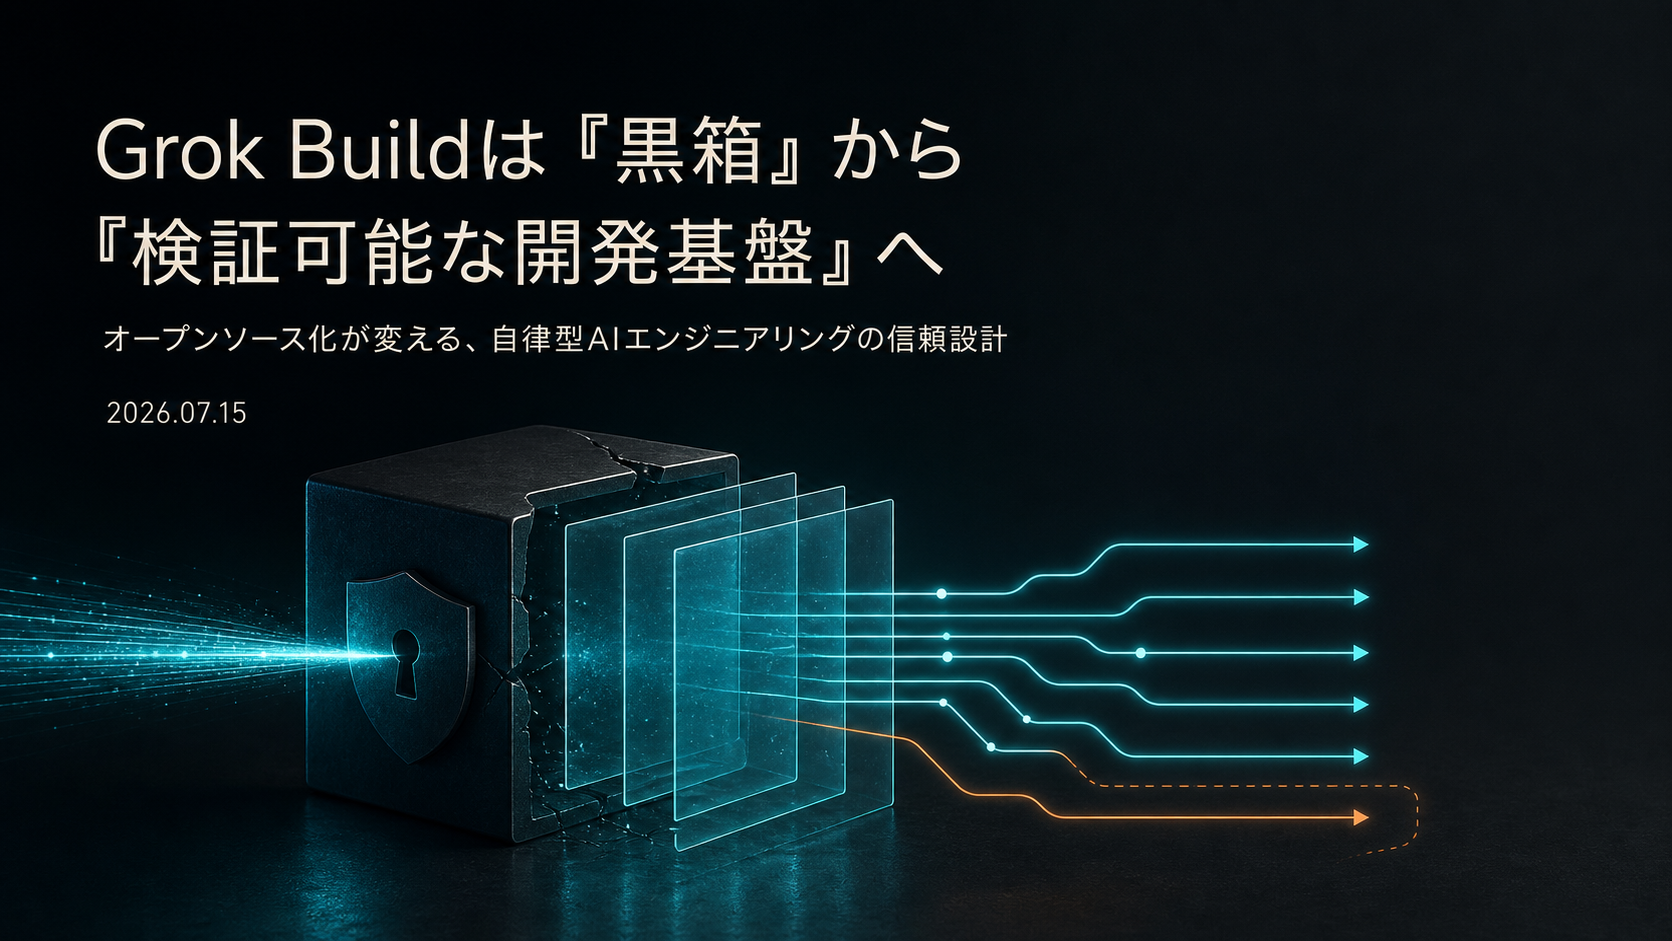 Grok Buildは『黒箱』から
『検証可能な開発基盤』へ
オープンソース化が変える、自律型AIエンジニアリングの信頼設計
2026.07.15